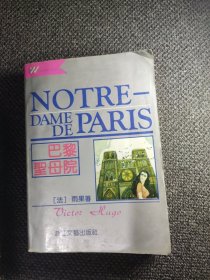 NOTRE-
DAME
DE PARIS
巴黎
聖母院
[法] 雨果著
Victor Hugo
浙江文艺出版社